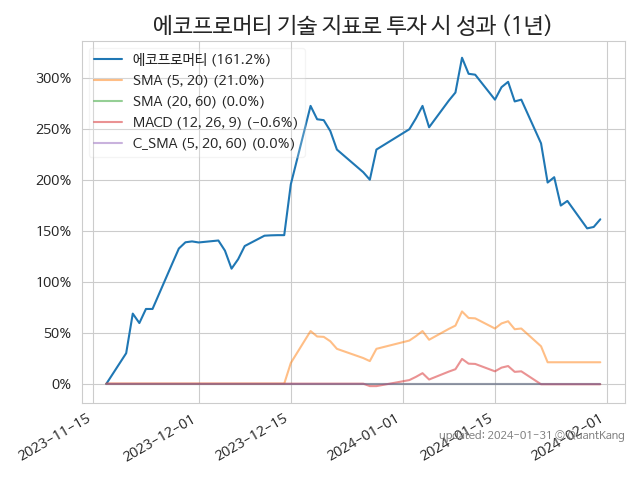 에코프로머티 기술 지표로 투자 시 성과 (1년)
에코프로머티 (161.2%)
SMA (5, 20) (21.0%)
SMA (20, 60) (0.0%)
MACD (12, 26, 9) (−0.6%)
C_SMA (5, 20, 60) (0.0%)
300%
250%
200%
150%
100%
50%
0%
2023-11-15
2023-12-01
2023-12-15
2024-01-01
2024-01-15
2024-02-01
updated: 2024-01-31 ©QuantKang